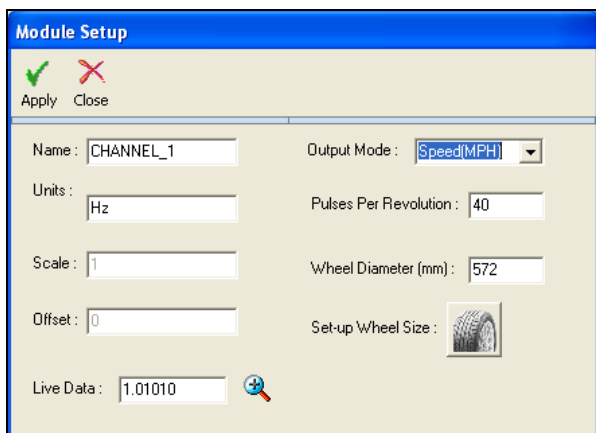 Module Setup
Apply Close
Name : CHANNEL_1
Output Mode : Speed(MPH)
Units : Hz
Pulses Per Revolution : 40
Scale : 1
Wheel Diameter (mm) : 572
Offset : 0
Set-up Wheel Size :
Live Data : 1.01010